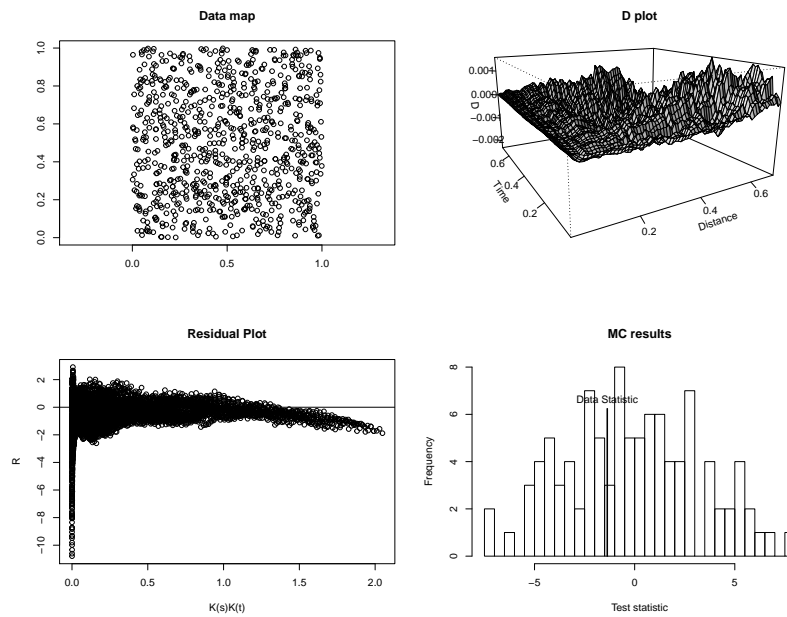 Data map
1.0
0.8
0.6
0.4
0.2
0.0
0.0 0.5 1.0
D plot
0.004
0.000
−0.004
−0.002
D
0.6
0.4
0.2
Time
0.2
0.4
0.6
Distance
Residual Plot
2
0
−2
−4
−6
−8
−10
R
0.0 0.5 1.0 1.5 2.0
K(s)K(t)
MC results
8
6
4
2
0
Frequency
Data Statistic
−5 0 5
Test statistic